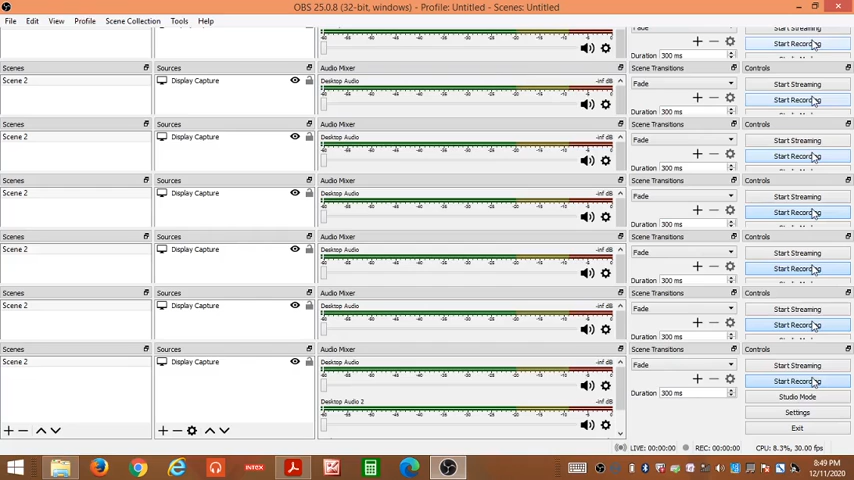 OBS 25.0.8 (32-bit, windows) - Profile: Untitled - Scenes: Untitled
File Edit View Profile Scene Collection Tools Help
Start Streaming
Fade
Start Recording
Duration 300 ms
Scenes Sources Audio Mixer Scene Transitions Controls
Scene 2 Display Capture Desktop Audio -inf dB Fade Start Streaming
Start Recording
Duration 300 ms
Scenes Sources Audio Mixer Scene Transitions Controls
Scene 2 Display Capture Desktop Audio -inf dB Fade Start Streaming
Start Recording
Duration 300 ms
Scenes Sources Audio Mixer Scene Transitions Controls
Scene 2 Display Capture Desktop Audio -inf dB Fade Start Streaming
Start Recording
Duration 300 ms
Scenes Sources Audio Mixer Scene Transitions Controls
Scene 2 Display Capture Desktop Audio -inf dB Fade Start Streaming
Start Recording
Duration 300 ms
Scenes Sources Audio Mixer Scene Transitions Controls
Scene 2 Display Capture Desktop Audio -inf dB Fade Start Streaming
Start Recording
Duration 300 ms
Scenes Sources Audio Mixer Scene Transitions Controls
Scene 2 Display Capture Desktop Audio -inf dB Fade Start Streaming
Start Recording
Duration 300 ms
Studio Mode
Desktop Audio 2 -inf dB
Settings
Exit
LIVE: 00:00:00 REC: 00:00:00 CPU: 8.3%, 30.00 fps
INTEX
8:49 PM
12/11/2020